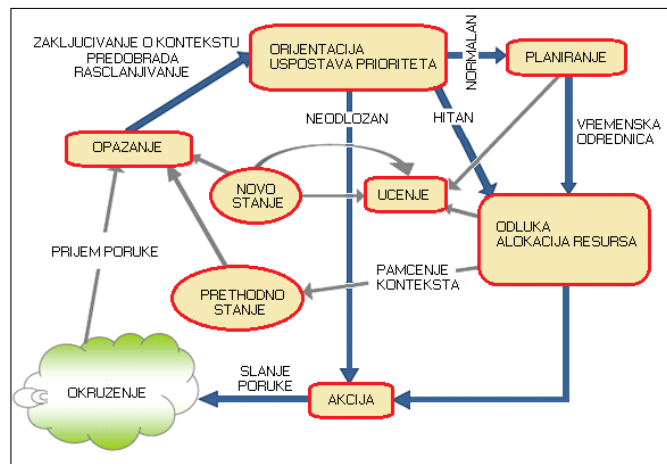 ZAKLJUCIVANJE O KONTEKSTU
PREDOBRADA
RASCLANJIVANJE
ORIJENTACIJA
USPOSTAVA PRIORITETA
NORMALAN
PLANIRANJE
NEODLOZAN
HITAN
VREMENSKA
ODREDNICA
OPAZANJE
NOVO
STANJE
UCENJE
ODLUKA
ALOKACIJA RESURSA
PRIJEM PORUKE
PAMCENJE
KONTEKSTA
PRETHODNO
STANJE
OKRUZENJE
SLANJE
PORUKE
AKCIJA